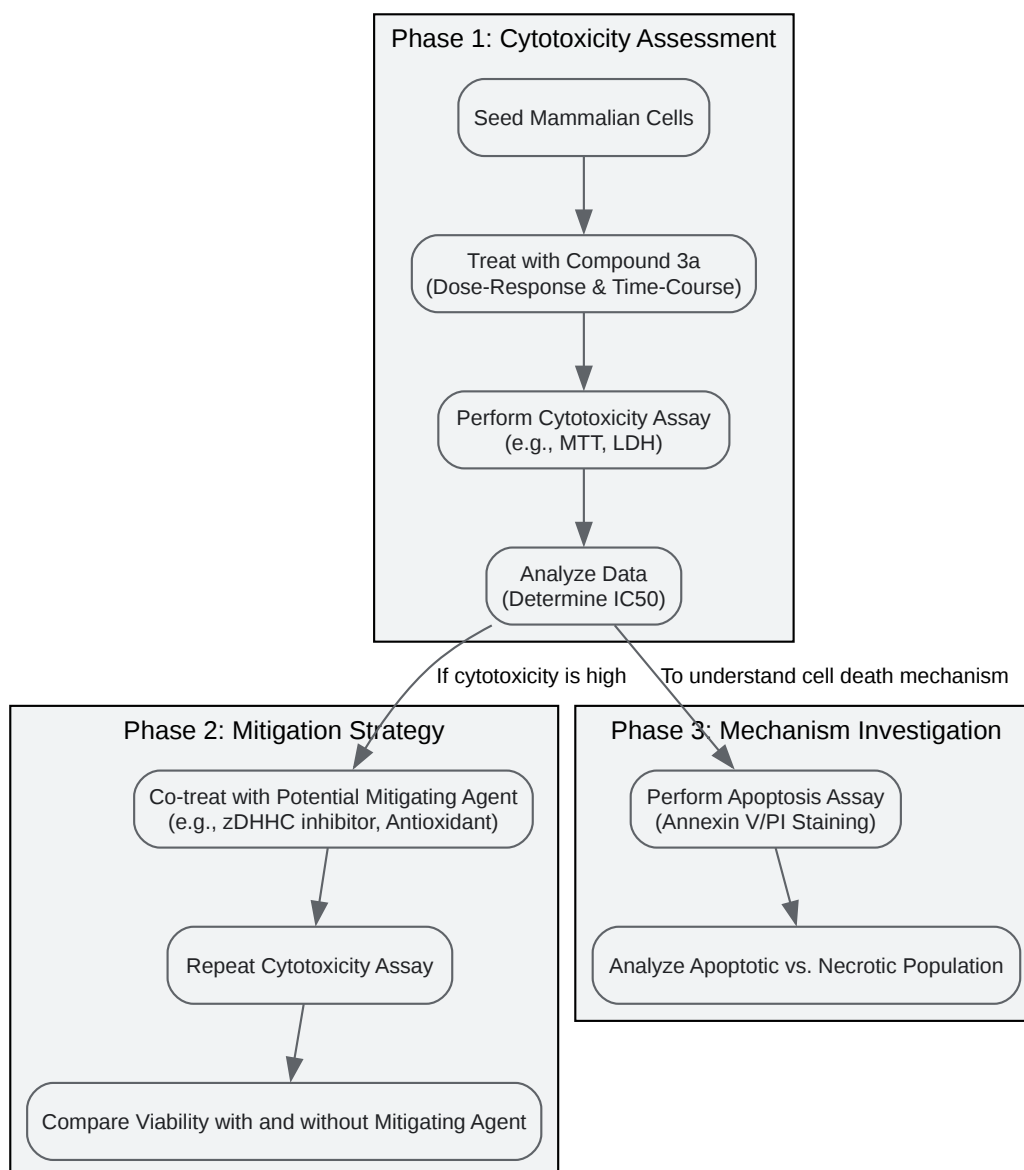 Phase 1: Cytotoxicity Assessment
Seed Mammalian Cells
Treat with Compound 3a
(Dose-Response & Time-Course)
Perform Cytotoxicity Assay
(e.g., MTT, LDH)
Analyze Data
(Determine IC50)
If cytotoxicity is high
To understand cell death mechanism
Phase 2: Mitigation Strategy
Co-treat with Potential Mitigating Agent
(e.g., zDHHC inhibitor, Antioxidant)
Repeat Cytotoxicity Assay
Compare Viability with and without Mitigating Agent
Phase 3: Mechanism Investigation
Perform Apoptosis Assay
(Annexin V/PI Staining)
Analyze Apoptotic vs. Necrotic Population